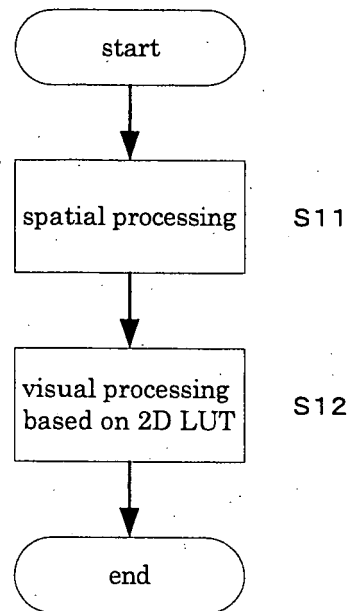 start
spatial processing
S11
visual processing
based on 2D LUT
S12
end